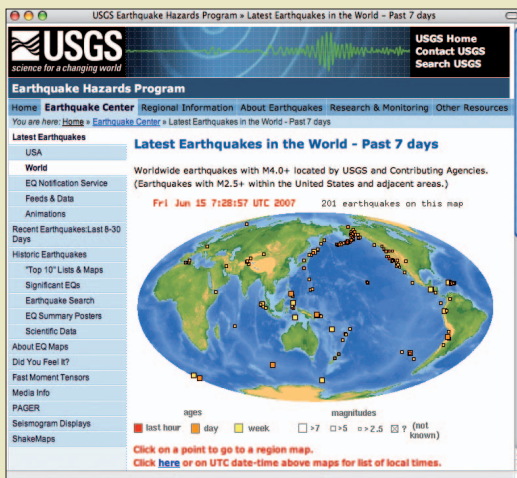 USGS Earthquake Hazards Program » Latest Earthquakes in the World - Past 7 days
USGS
science for a changing world
USGS Home
Contact USGS
Search USGS
Earthquake Hazards Program
Home Earthquake Center Regional Information About Earthquakes Research & Monitoring Other Resources
You are here: Home » Earthquake Center » Latest Earthquakes in the World - Past 7 days
Latest Earthquakes
USA
World
EQ Notification Service
Feeds & Data
Animations
Recent Earthquakes:Last 8-30
Days
Historic Earthquakes
"Top 10" Lists & Maps
Significant EQs
Earthquake Search
EQ Summary Posters
Scientific Data
About EQ Maps
Did You Feel It?
Fast Moment Tensors
Media Info
PAGER
Seismogram Displays
ShakeMaps
Latest Earthquakes in the World - Past 7 days
Worldwide earthquakes with M4.0+ located by USGS and Contributing Agencies.
(Earthquakes with M2.5+ within the United States and adjacent areas.)
Fri Jun 15 7:28:57 UTC 2007 201 earthquakes on this map
ages magnitudes
last hour day week >7 >5 >2.5 ? (not
known)
Click on a point to go to a region map.
Click here or on UTC date-time above maps for list of local times.